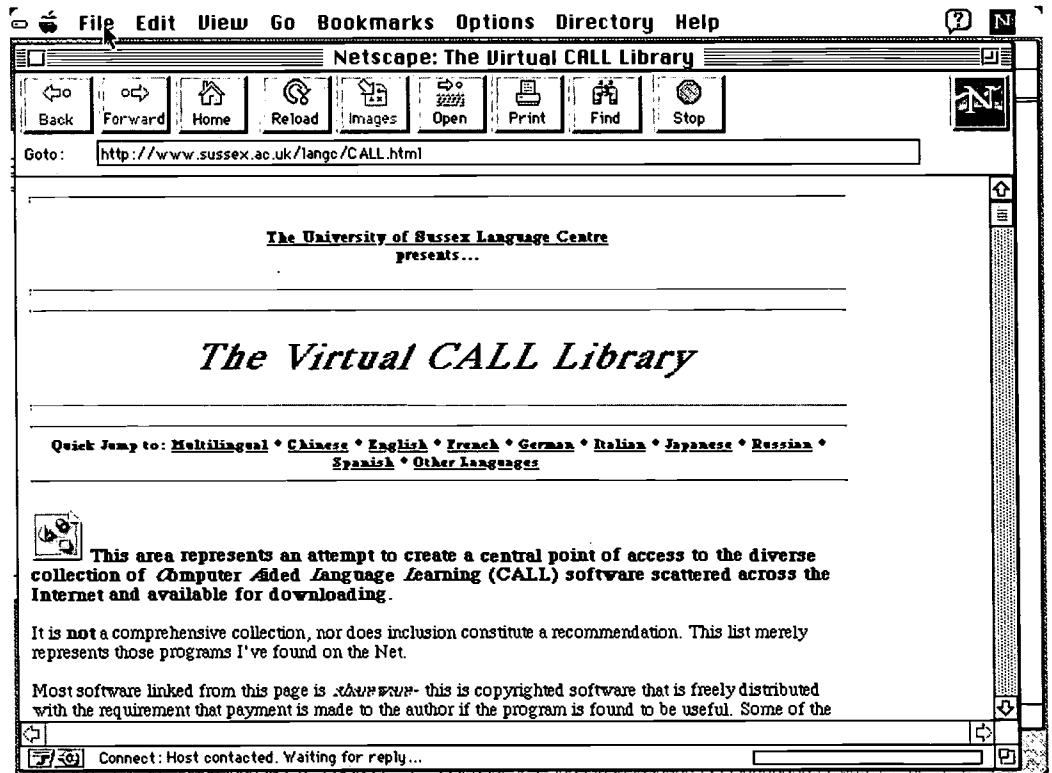 File Edit View Go Bookmarks Options Directory Help
Netscape: The Virtual CALL Library
Back Forward Home Reload Images Open Print Find Stop
N
Goto: http://www.sussex.ac.uk/langc/CALL.html
The University of Sussex Language Centre
presents...
The Virtual CALL Library
Quick Jump to: Multilingual * Chinese * English * French * German * Italian * Japanese * Russian *
Spanish * Other Languages
This area represents an attempt to create a central point of access to the diverse
collection of Computer Aided Language Learning (CALL) software scattered across the
Internet and available for downloading.
It is not a comprehensive collection, nor does inclusion constitute a recommendation. This list merely
represents those programs I've found on the Net.
Most software linked from this page is shareware- this is copyrighted software that is freely distributed
with the requirement that payment is made to the author if the program is found to be useful. Some of the
Connect: Host contacted. Waiting for reply...